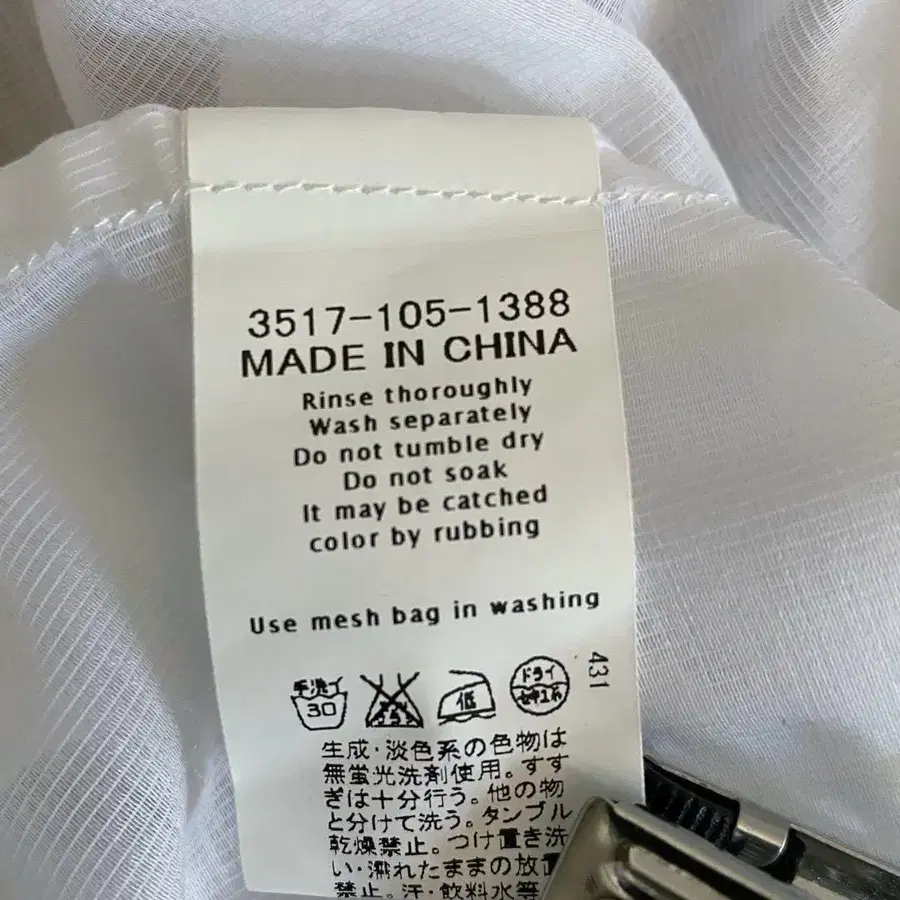 3517-105-1388
MADE IN CHINA
Rinse thoroughly
Wash separately
Do not tumble dry
Do not soak
It may be catched
color by rubbing
Use mesh bag in washing
431
手洗イ
30
低
ドライ
生成・淡色系の色物は
無蛍光洗剤使用。すす
ぎは十分行う。他の物
と分けて洗う。タンブル
乾燥禁止。つけ置き洗
い・濡れたままの放置
禁止。汗・飲料水等